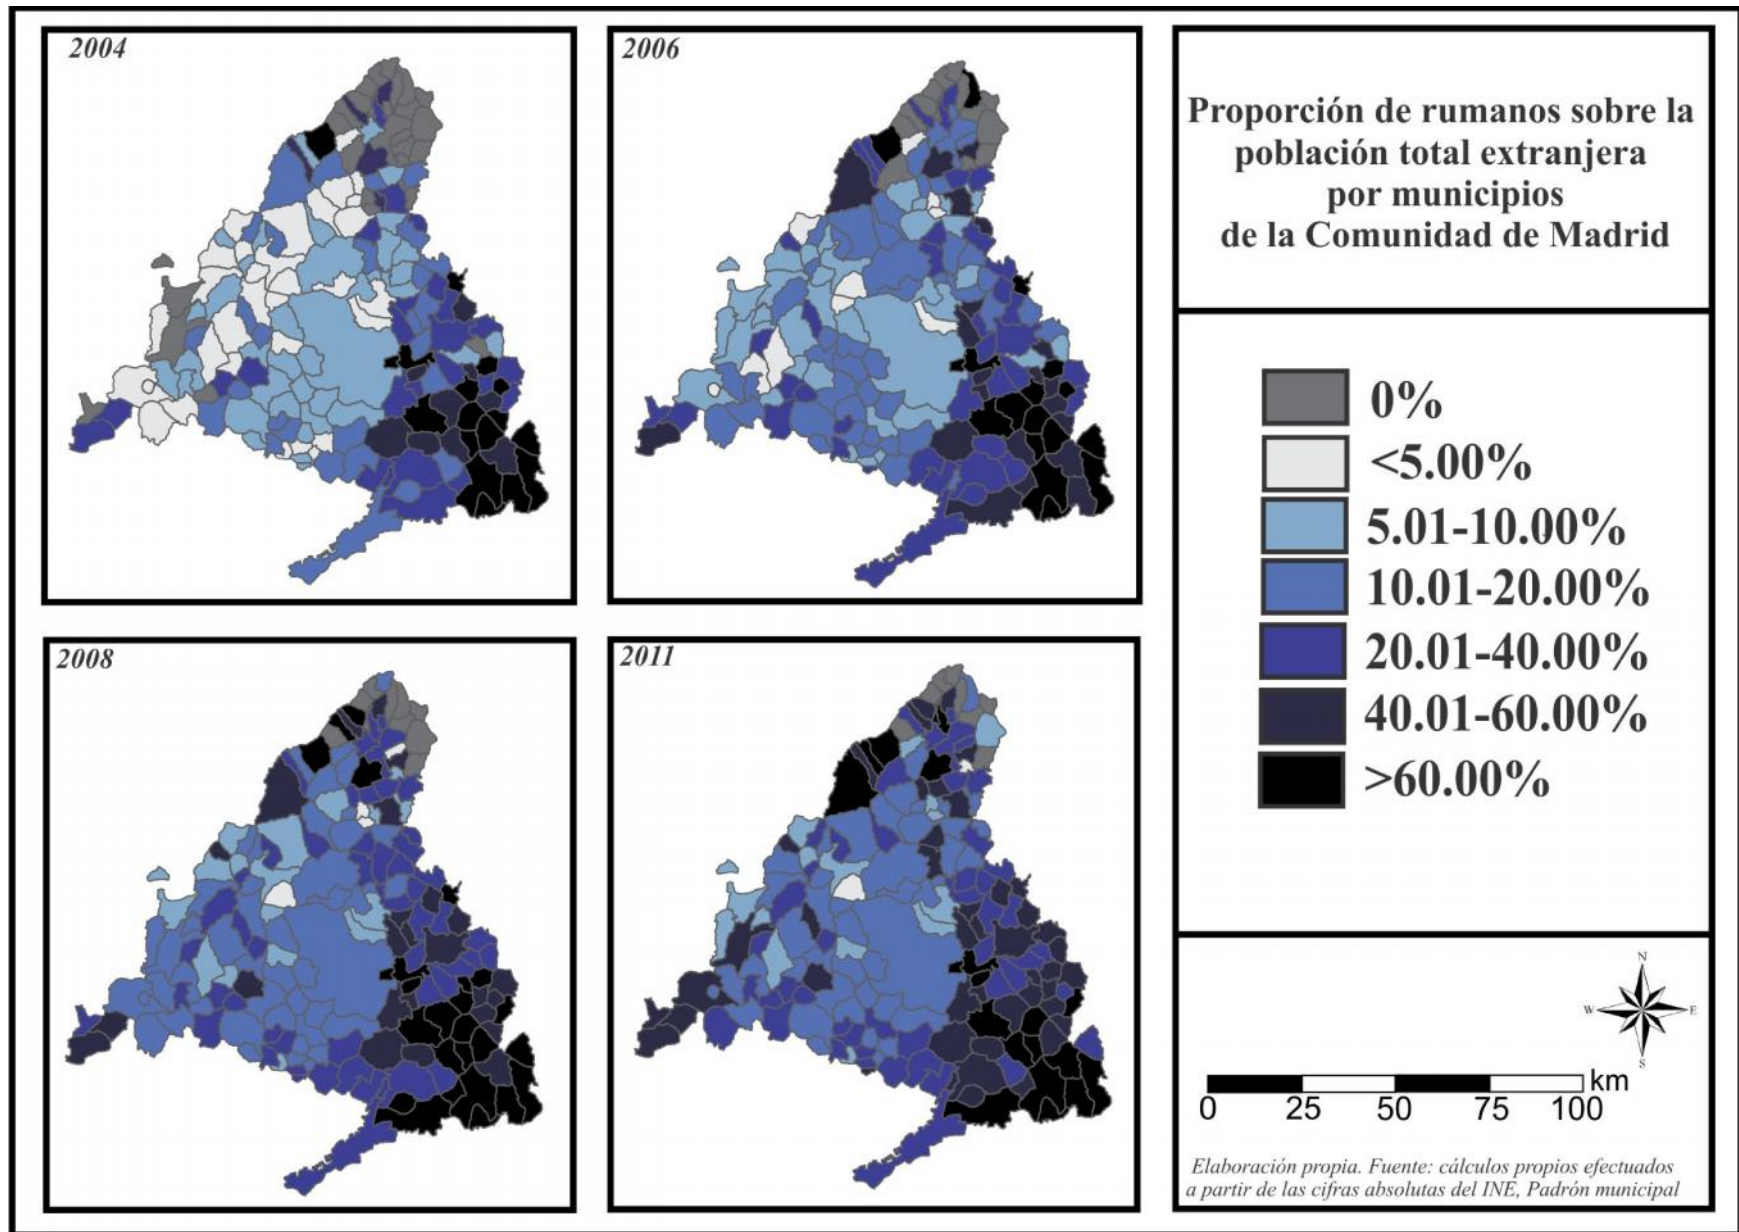 2004
2006
Proporción de rumanos sobre la
población total extranjera
por municipios
de la Comunidad de Madrid
0%
<5.00%
5.01-10.00%
10.01-20.00%
20.01-40.00%
40.01-60.00%
>60.00%
2008
2011
N
W
E
S
km
0 25 50 75 100
Elaboración propia. Fuente: cálculos propios efectuados
a partir de las cifras absolutas del INE, Padrón municipal